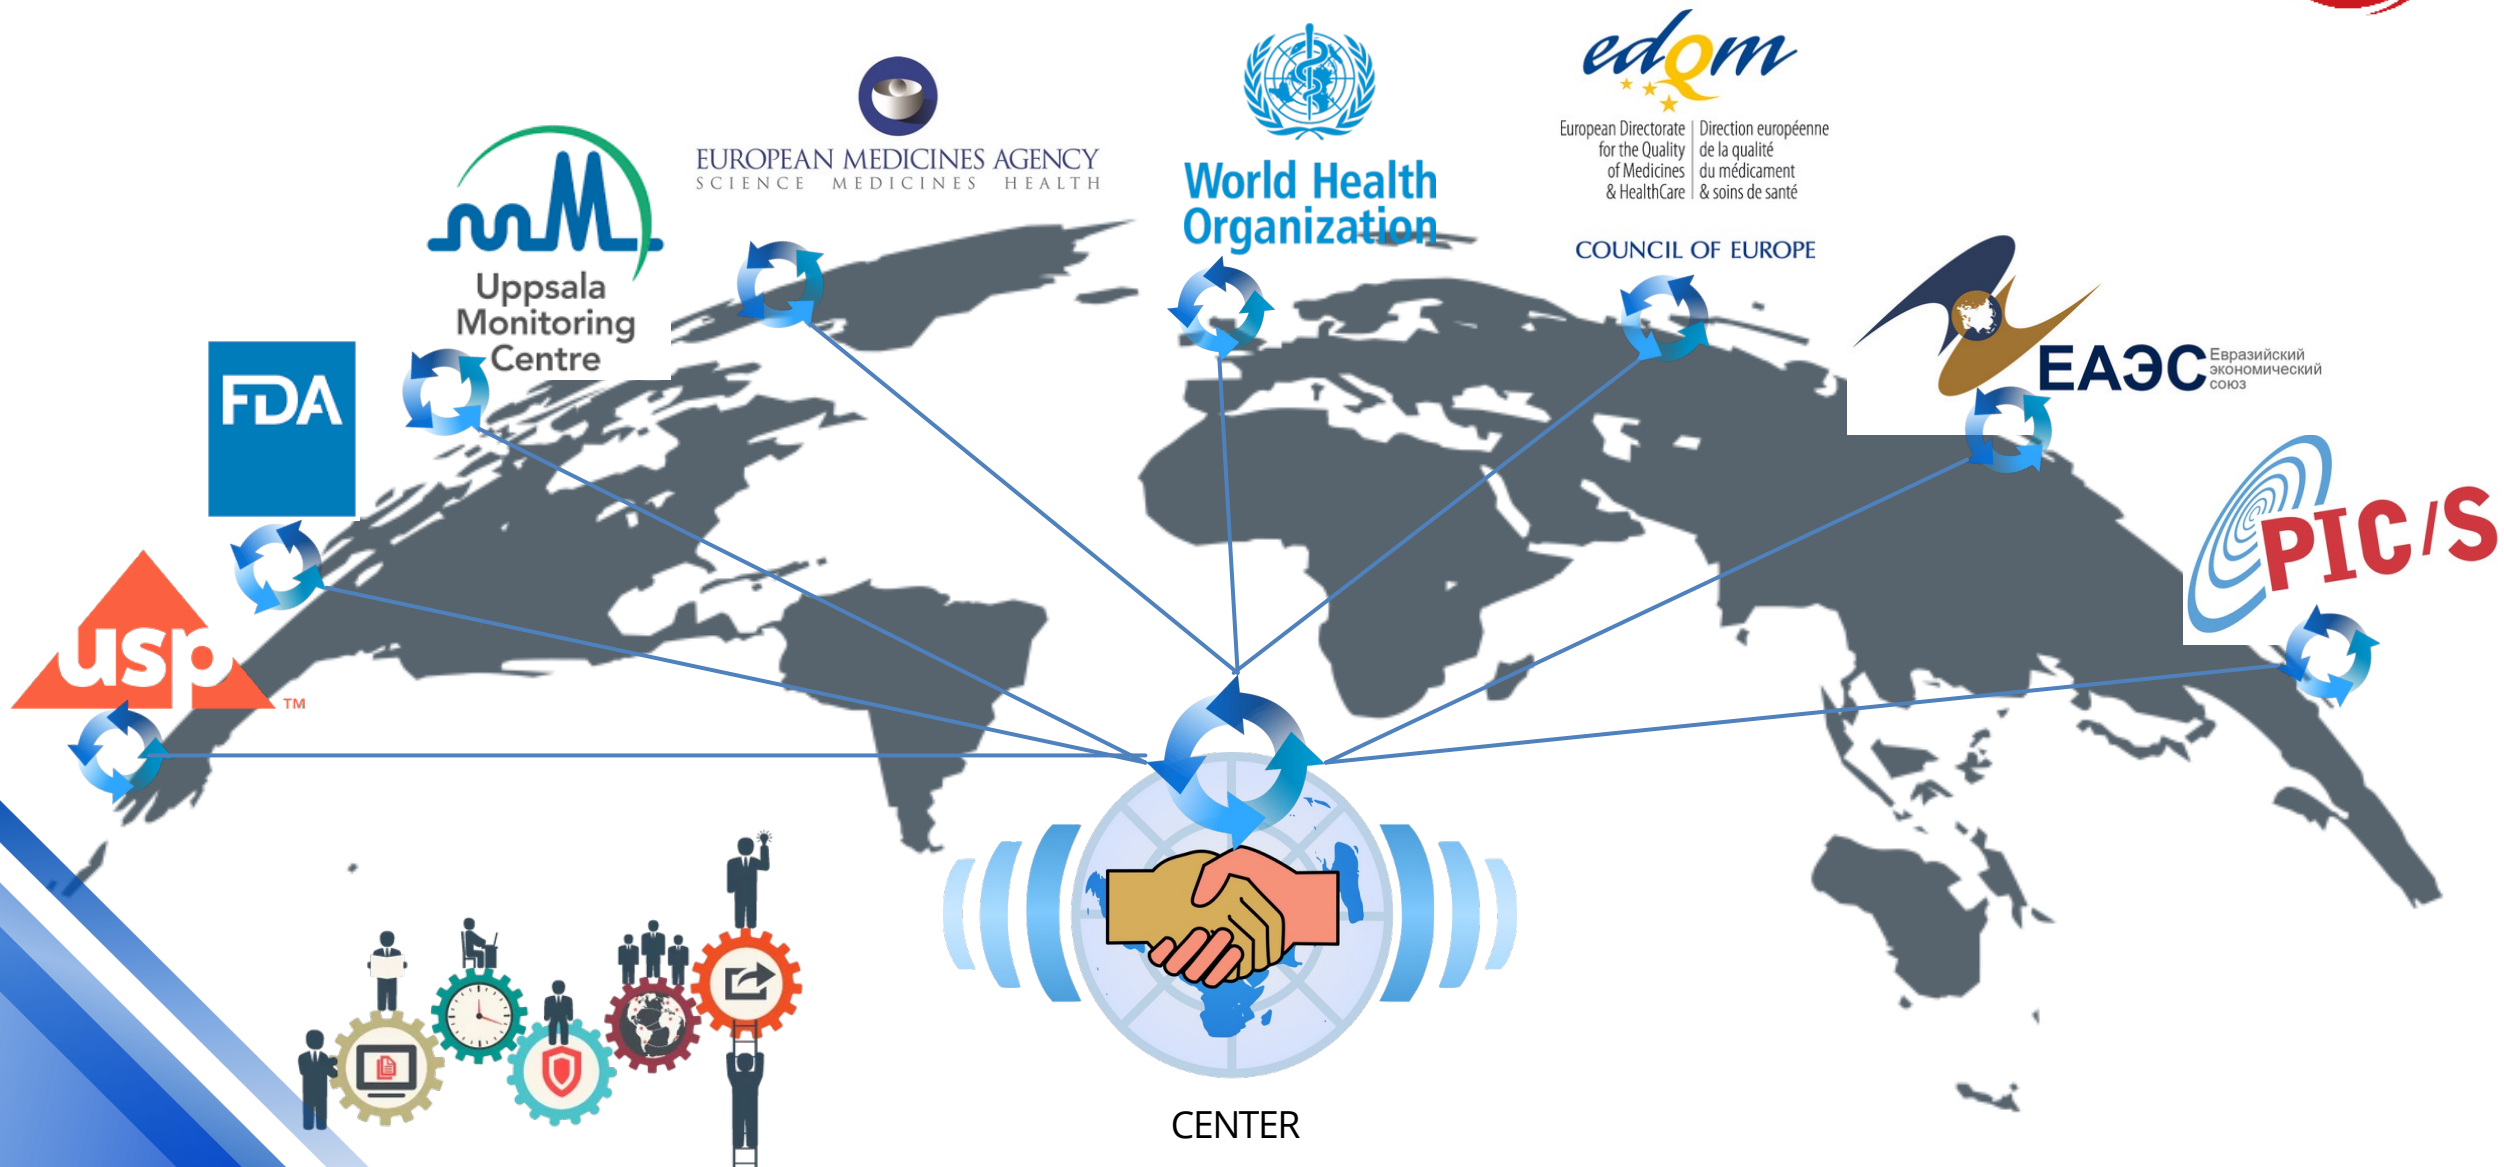 edqm
European Directorate
for the Quality
of Medicines
& HealthCare
Direction européenne
de la qualité
du médicament
& soins de santé
COUNCIL OF EUROPE
EUROPEAN MEDICINES AGENCY
SCIENCE MEDICINES HEALTH
World Health
Organization
Uppsala
Monitoring
Centre
ЕАЭС
Евразийский
экономический
союз
FDA
PIC/S
usp
TM
CENTER